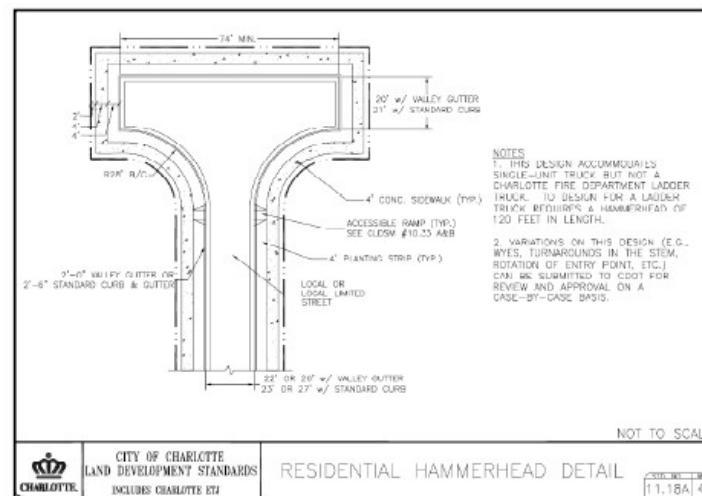 74' MIN.
20' w/ VALLEY GUTTER
21' w/ STANDARD CURB
2'
4'
R28' B/C
NOTES
1. THIS DESIGN ACCOMMODATES
SINGLE-UNIT TRUCK BUT NOT A
CHARLOTTE FIRE DEPARTMENT LADDER
TRUCK. TO DESIGN FOR A LADDER
TRUCK REQUIRES A HAMMERHEAD OF
120 FEET IN LENGTH.
2. VARIATIONS ON THIS DESIGN (E.G.,
WYES, TURNAROUNDS IN THE STEM,
ROTATION OF ENTRY POINT, ETC.)
CAN BE SUBMITTED TO CDOT FOR
REVIEW AND APPROVAL ON A
CASE-BY-CASE BASIS.
4' CONC. SIDEWALK (TYP.)
ACCESSIBLE RAMP (TYP.)
SEE CLDSM #10.33 A&B
4' PLANTING STRIP (TYP.)
2'-0" VALLEY GUTTER OR
2'-6" STANDARD CURB & GUTTER
LOCAL OR
LOCAL LIMITED
STREET
22' OR 26' w/ VALLEY GUTTER
23' OR 27' w/ STANDARD CURB
NOT TO SCAL
CHARLOTTE.
CITY OF CHARLOTTE
LAND DEVELOPMENT STANDARDS
INCLUDES CHARLOTTE ETJ
RESIDENTIAL HAMMERHEAD DETAIL
STD. NO.
11.18A